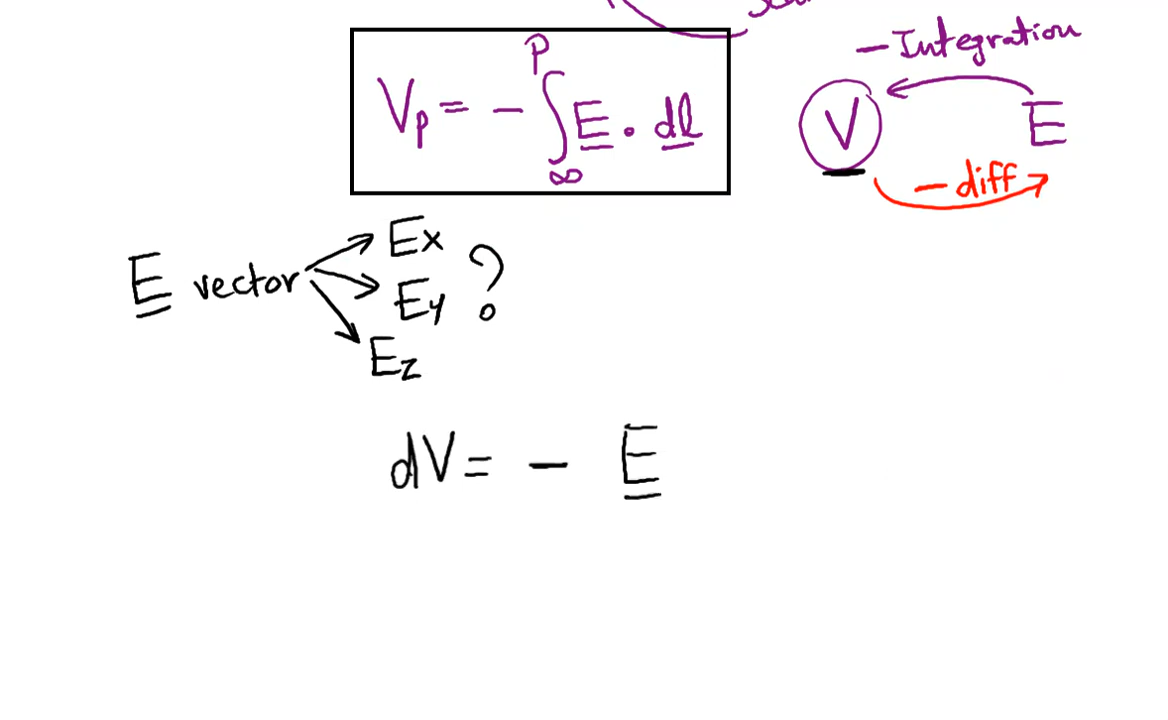 - Integration
P
Vp = - ∫ E . dl
∞
V
E
- diff
E vector
Ex
Ey ?
Ez
dV = - E